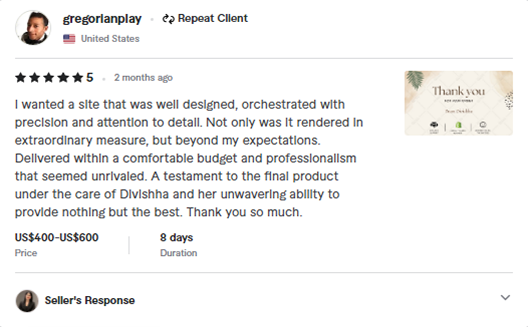 gregorianplay
Repeat Client
United States
5
2 months ago
I wanted a site that was well designed, orchestrated with
precision and attention to detail. Not only was it rendered in
extraordinary measure, but beyond my expectations.
Delivered within a comfortable budget and professionalism
that seemed unrivaled. A testament to the final product
under the care of Divishha and her unwavering ability to
provide nothing but the best. Thank you so much.
Thank you
US$400-US$600
8 days
Price
Duration
Seller's Response